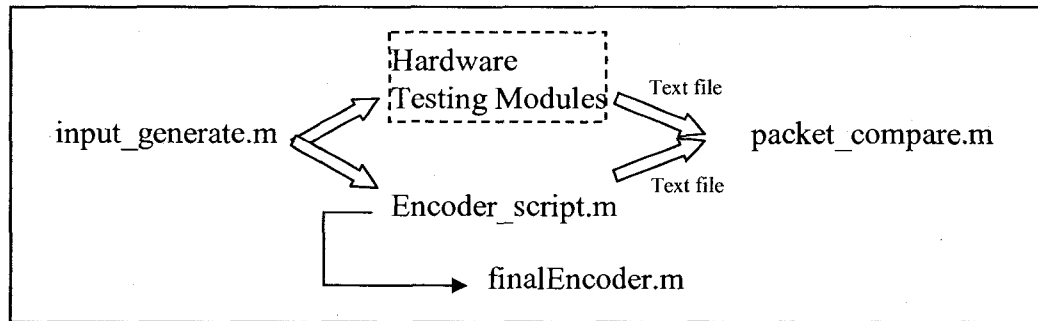 Hardware
Testing Modules
Text file
input_generate.m
packet_compare.m
Text file
Encoder_script.m
finalEncoder.m